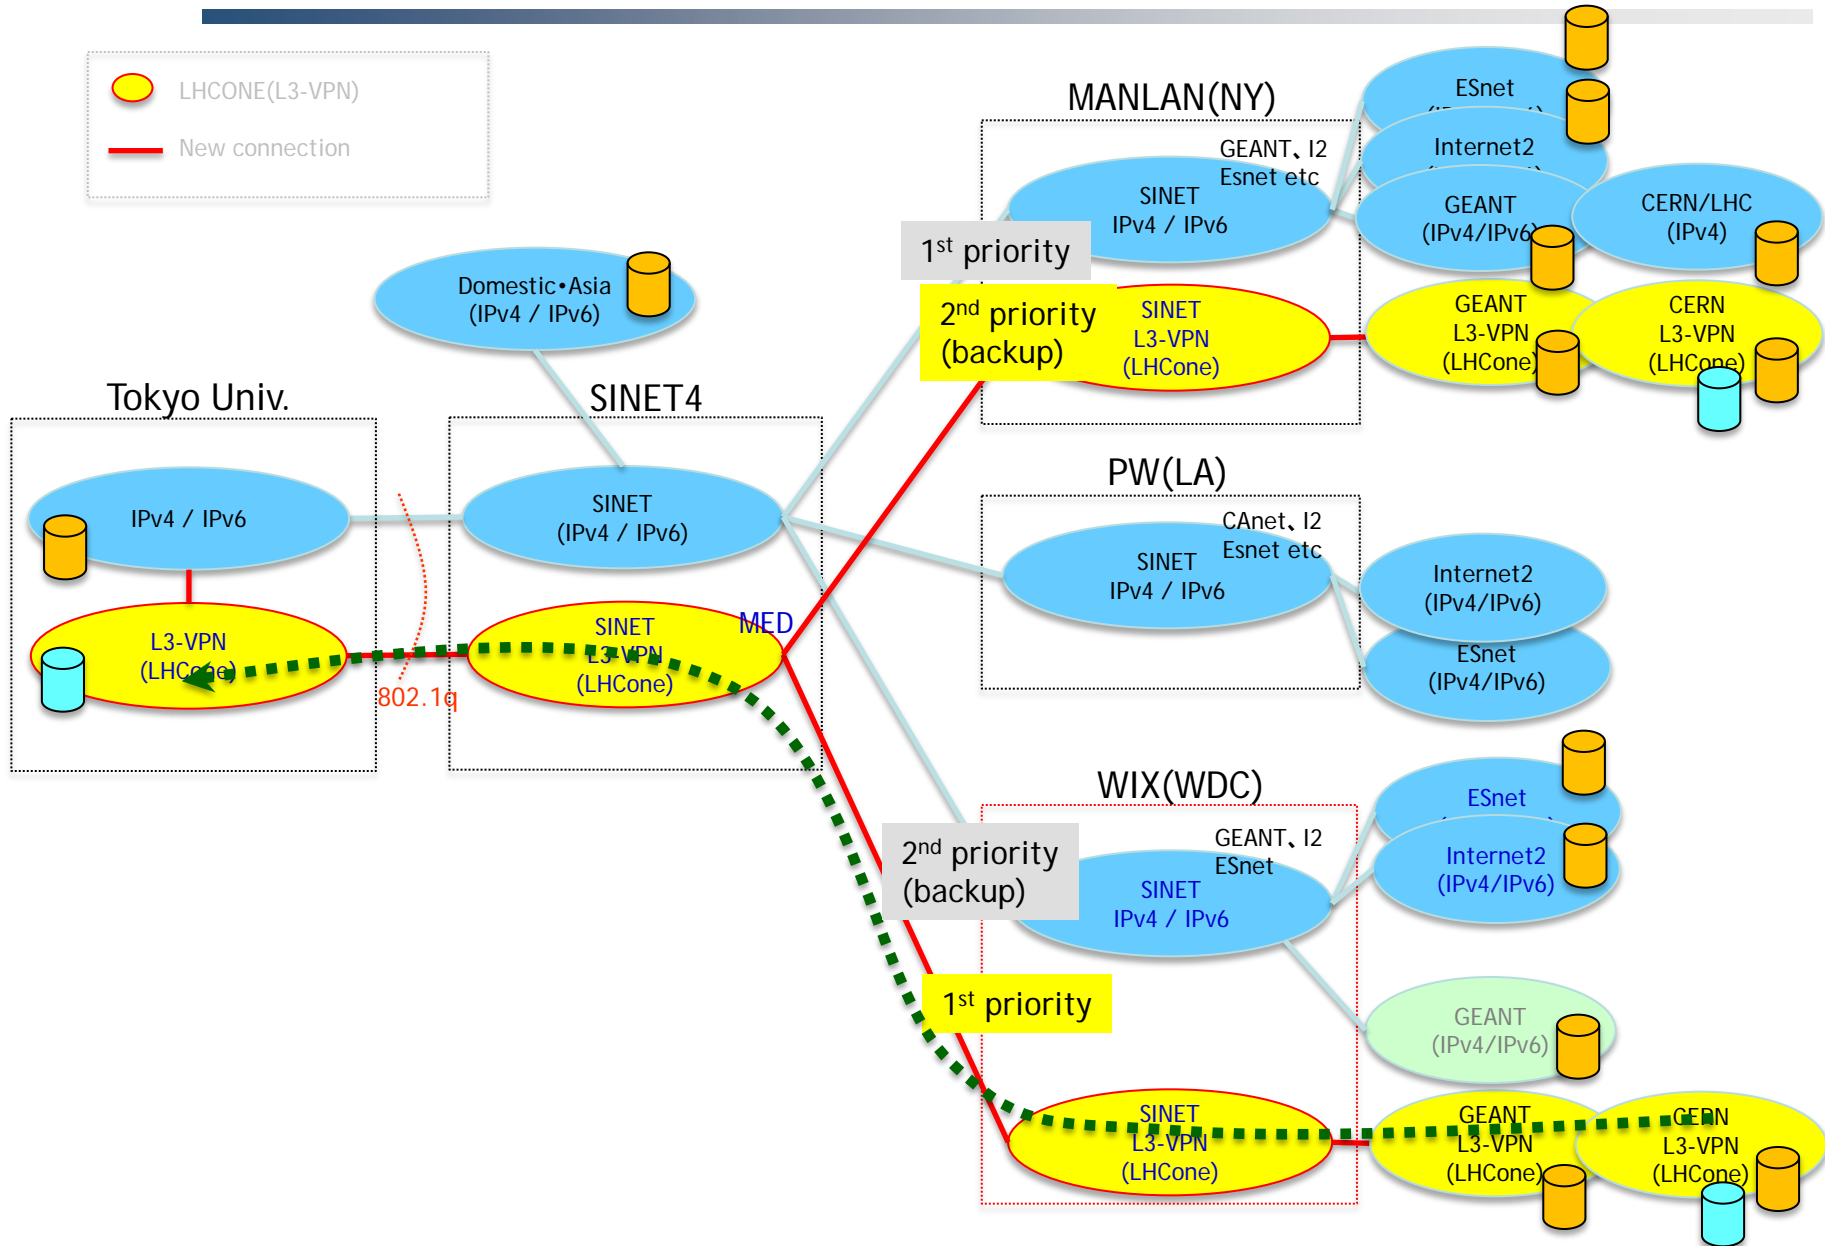 LHCONE(L3-VPN)
New connection
MANLAN(NY)
GEANT、I2
Esnet etc
SINET
IPv4 / IPv6
1st priority
2nd priority
(backup)
SINET
L3-VPN
(LHCone)
ESnet
Internet2
GEANT
(IPv4/IPv6)
CERN/LHC
(IPv4)
GEANT
L3-VPN
(LHCone)
CERN
L3-VPN
(LHCone)
Domestic•Asia
(IPv4 / IPv6)
Tokyo Univ.
IPv4 / IPv6
L3-VPN
(LHCone)
802.1q
SINET4
SINET
(IPv4 / IPv6)
SINET
L3-VPN
(LHCone)
MED
PW(LA)
CAnet、I2
Esnet etc
SINET
IPv4 / IPv6
Internet2
(IPv4/IPv6)
ESnet
(IPv4/IPv6)
WIX(WDC)
GEANT、I2
ESnet
2nd priority
(backup)
SINET
IPv4 / IPv6
1st priority
ESnet
Internet2
(IPv4/IPv6)
GEANT
(IPv4/IPv6)
SINET
L3-VPN
(LHCone)
GEANT
L3-VPN
(LHCone)
CERN
L3-VPN
(LHCone)